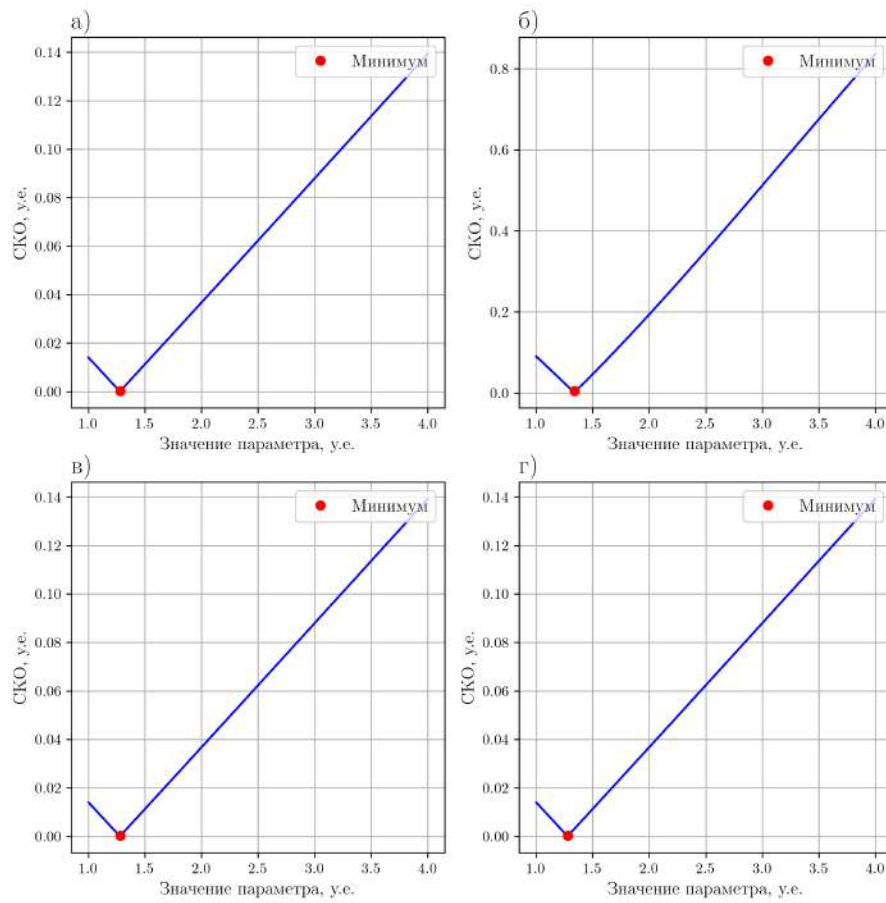 а)
Минимум
0.14
0.12
0.10
0.08
0.06
0.04
0.02
0.00
СКО, у.е.
1.0 1.5 2.0 2.5 3.0 3.5 4.0
Значение параметра, у.е.
б)
Минимум
0.8
0.6
0.4
0.2
0.0
СКО, у.е.
1.0 1.5 2.0 2.5 3.0 3.5 4.0
Значение параметра, у.е.
в)
Минимум
0.14
0.12
0.10
0.08
0.06
0.04
0.02
0.00
СКО, у.е.
1.0 1.5 2.0 2.5 3.0 3.5 4.0
Значение параметра, у.е.
г)
Минимум
0.14
0.12
0.10
0.08
0.06
0.04
0.02
0.00
СКО, у.е.
1.0 1.5 2.0 2.5 3.0 3.5 4.0
Значение параметра, у.е.